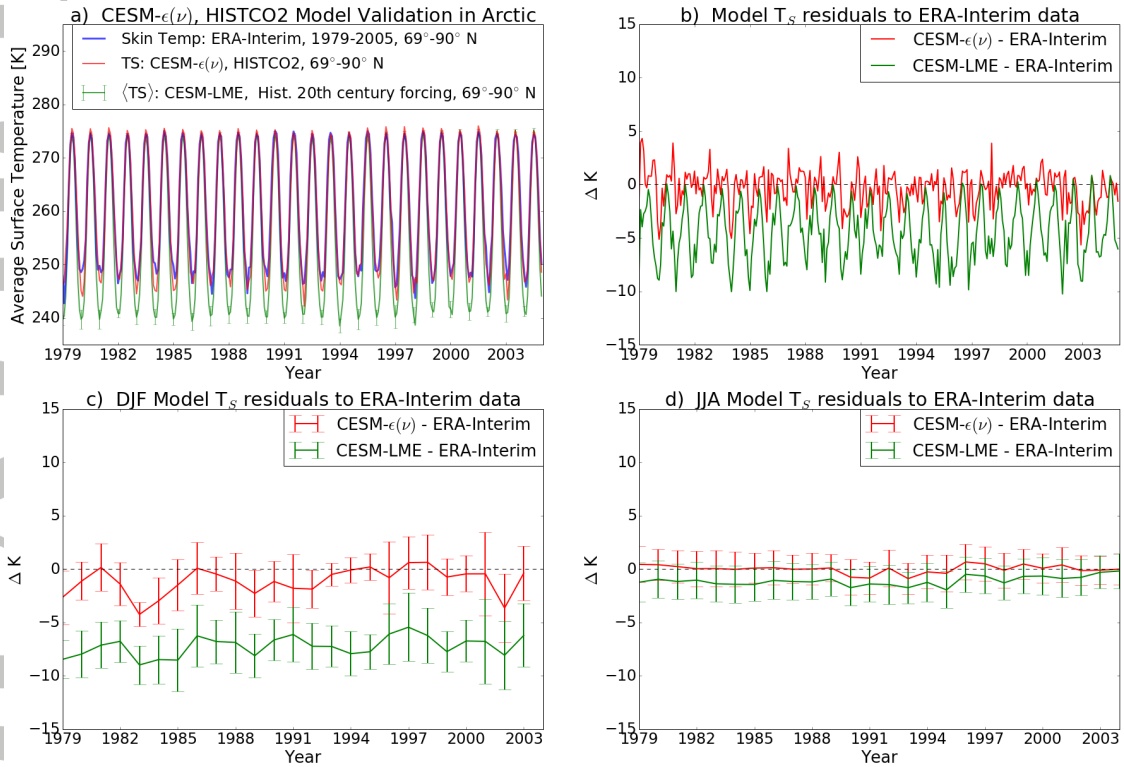 a) CESM-ϵ(ν), HISTCO2 Model Validation in Arctic
Average Surface Temperature [K]
290
280
270
260
250
240
Skin Temp: ERA-Interim, 1979-2005, 69°-90° N
TS: CESM-ϵ(ν), HISTCO2, 69°-90° N
⟨TS⟩: CESM-LME, Hist. 20th century forcing, 69°-90° N
1979 1982 1985 1988 1991 1994 1997 2000 2003
Year
b) Model T_S residuals to ERA-Interim data
Δ K
15
10
5
0
−5
−10
−15
CESM-ϵ(ν) - ERA-Interim
CESM-LME - ERA-Interim
1979 1982 1985 1988 1991 1994 1997 2000 2003
Year
c) DJF Model T_S residuals to ERA-Interim data
Δ K
15
10
5
0
−5
−10
−15
CESM-ϵ(ν) - ERA-Interim
CESM-LME - ERA-Interim
1979 1982 1985 1988 1991 1994 1997 2000 2003
Year
d) JJA Model T_S residuals to ERA-Interim data
Δ K
15
10
5
0
−5
−10
−15
CESM-ϵ(ν) - ERA-Interim
CESM-LME - ERA-Interim
1979 1982 1985 1988 1991 1994 1997 2000 2003
Year